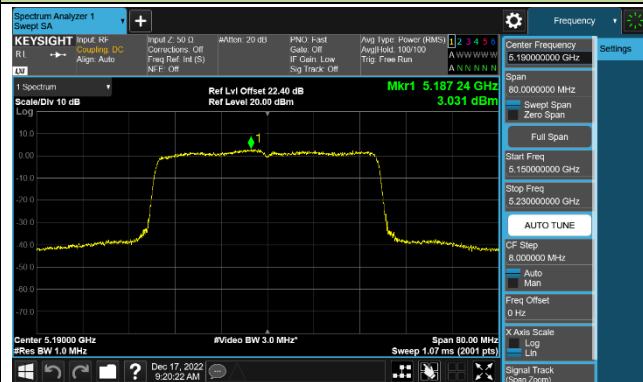 Spectrum Analyzer 1
Swept SA
Frequency
KEYSIGHT
Input: RF
Input Z: 50 Ω
#Atten: 20 dB
PNO: Fast
Avg Type: Power (RMS)
1 2 3 4 5 6
RL
Coupling: DC
Corrections: Off
Gate: Off
Avg|Hold: 100/100
A W W W W W
Align: Auto
Freq Ref: Int (S)
IF Gain: Low
Trig: Free Run
LXI
NFE: Off
Sig Track: Off
A N N N N N
1 Spectrum
Ref Lvl Offset 22.40 dB
Mkr1 5.187 24 GHz
Scale/Div 10 dB
Ref Level 20.00 dBm
3.031 dBm
Log
1
10.0
0.00
-10.0
-20.0
-30.0
-40.0
-50.0
-60.0
-70.0
Center 5.19000 GHz
#Video BW 3.0 MHz*
Span 80.00 MHz
#Res BW 1.0 MHz
Sweep 1.07 ms (2001 pts)
Center Frequency
5.190000000 GHz
Settings
Span
80.0000000 MHz
Swept Span
Zero Span
Full Span
Start Freq
5.150000000 GHz
Stop Freq
5.230000000 GHz
AUTO TUNE
CF Step
8.000000 MHz
Auto
Man
Freq Offset
0 Hz
X Axis Scale
Log
Lin
Signal Track
(Span Zoom)
?
Dec 17, 2022
9:20:22 AM